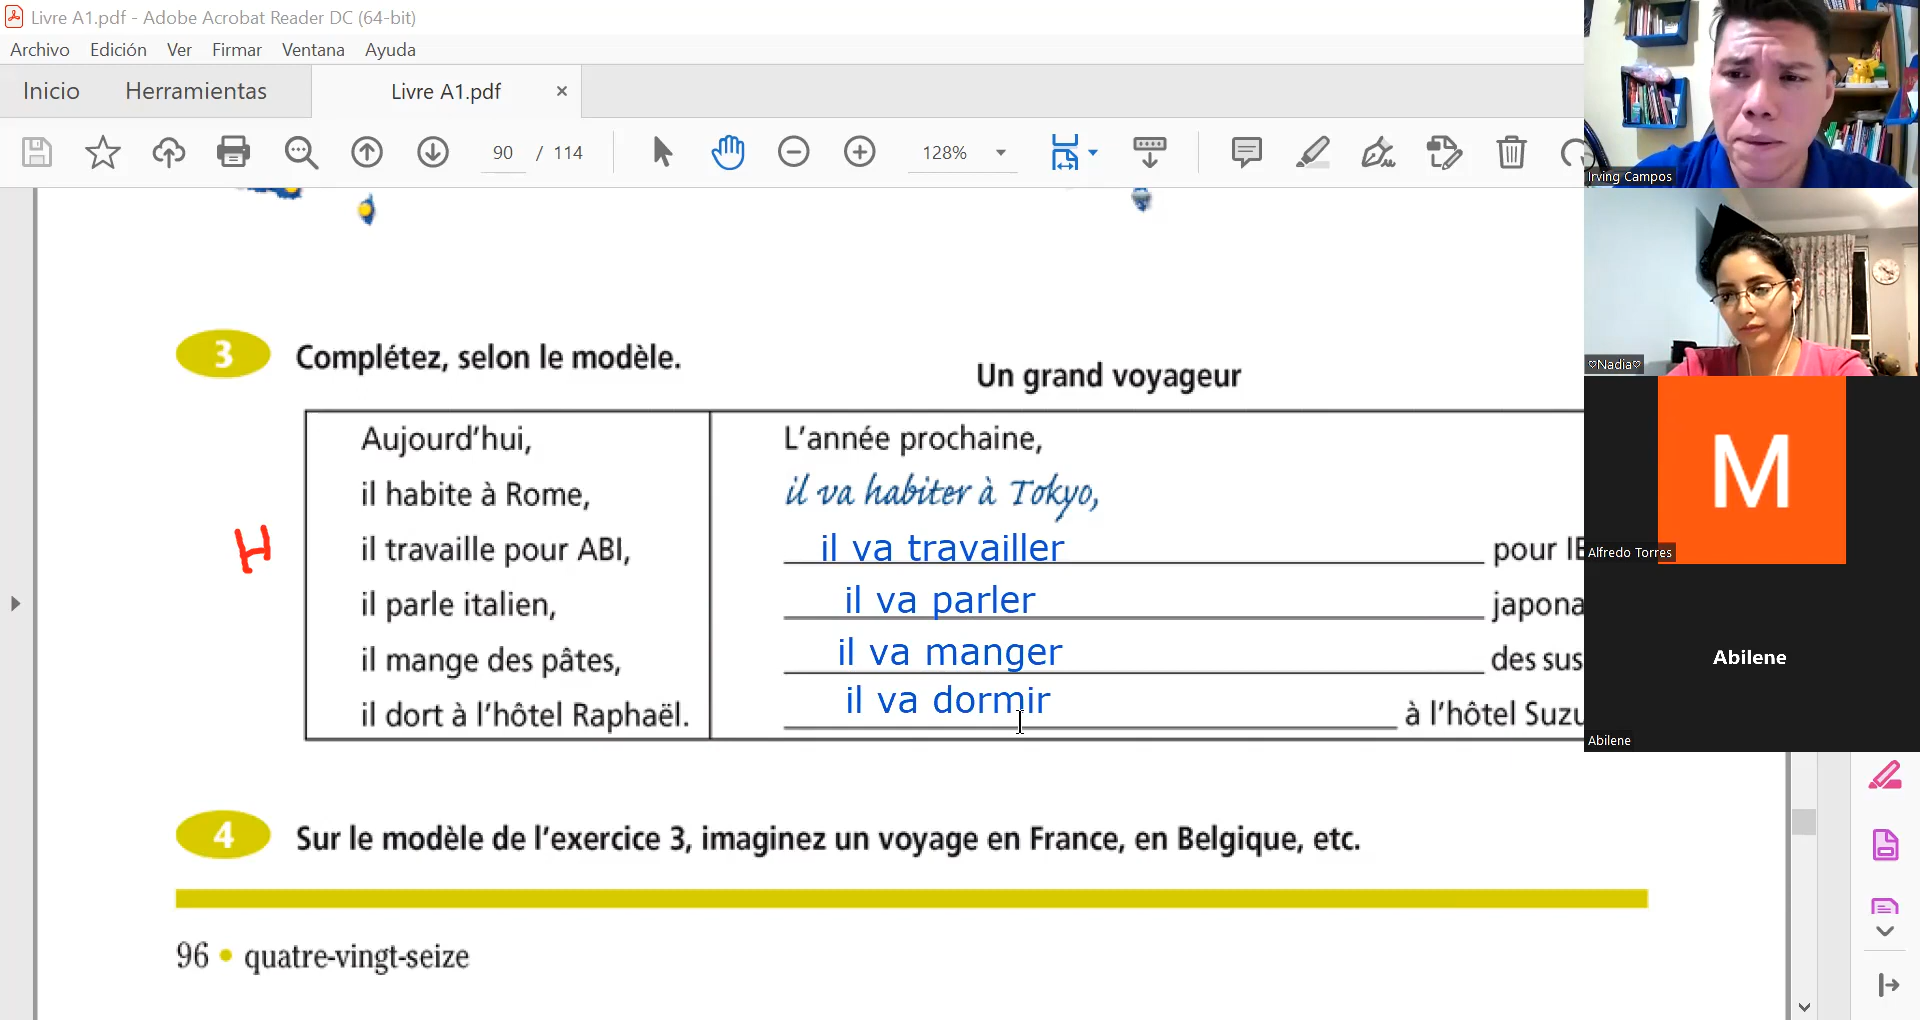 Livre A1.pdf - Adobe Acrobat Reader DC (64-bit)
Archivo Edición Ver Firmar Ventana Ayuda
Inicio Herramientas Livre A1.pdf ×
90 / 114 128%
3 Complétez, selon le modèle.
Un grand voyageur
Aujourd'hui, L'année prochaine,
il habite à Rome, il va habiter à Tokyo,
H
il travaille pour ABI, il va travailler pour
il parle italien, il va parler
il mange des pâtes, il va manger des
il dort à l'hôtel Raphaël. il va dormir à l'hôtel
4 Sur le modèle de l'exercice 3, imaginez un voyage en France, en Belgique, etc.
96 • quatre-vingt-seize
Irving Campos
♡Nadia♡
M
Alfredo Torres
Abilene
Abilene